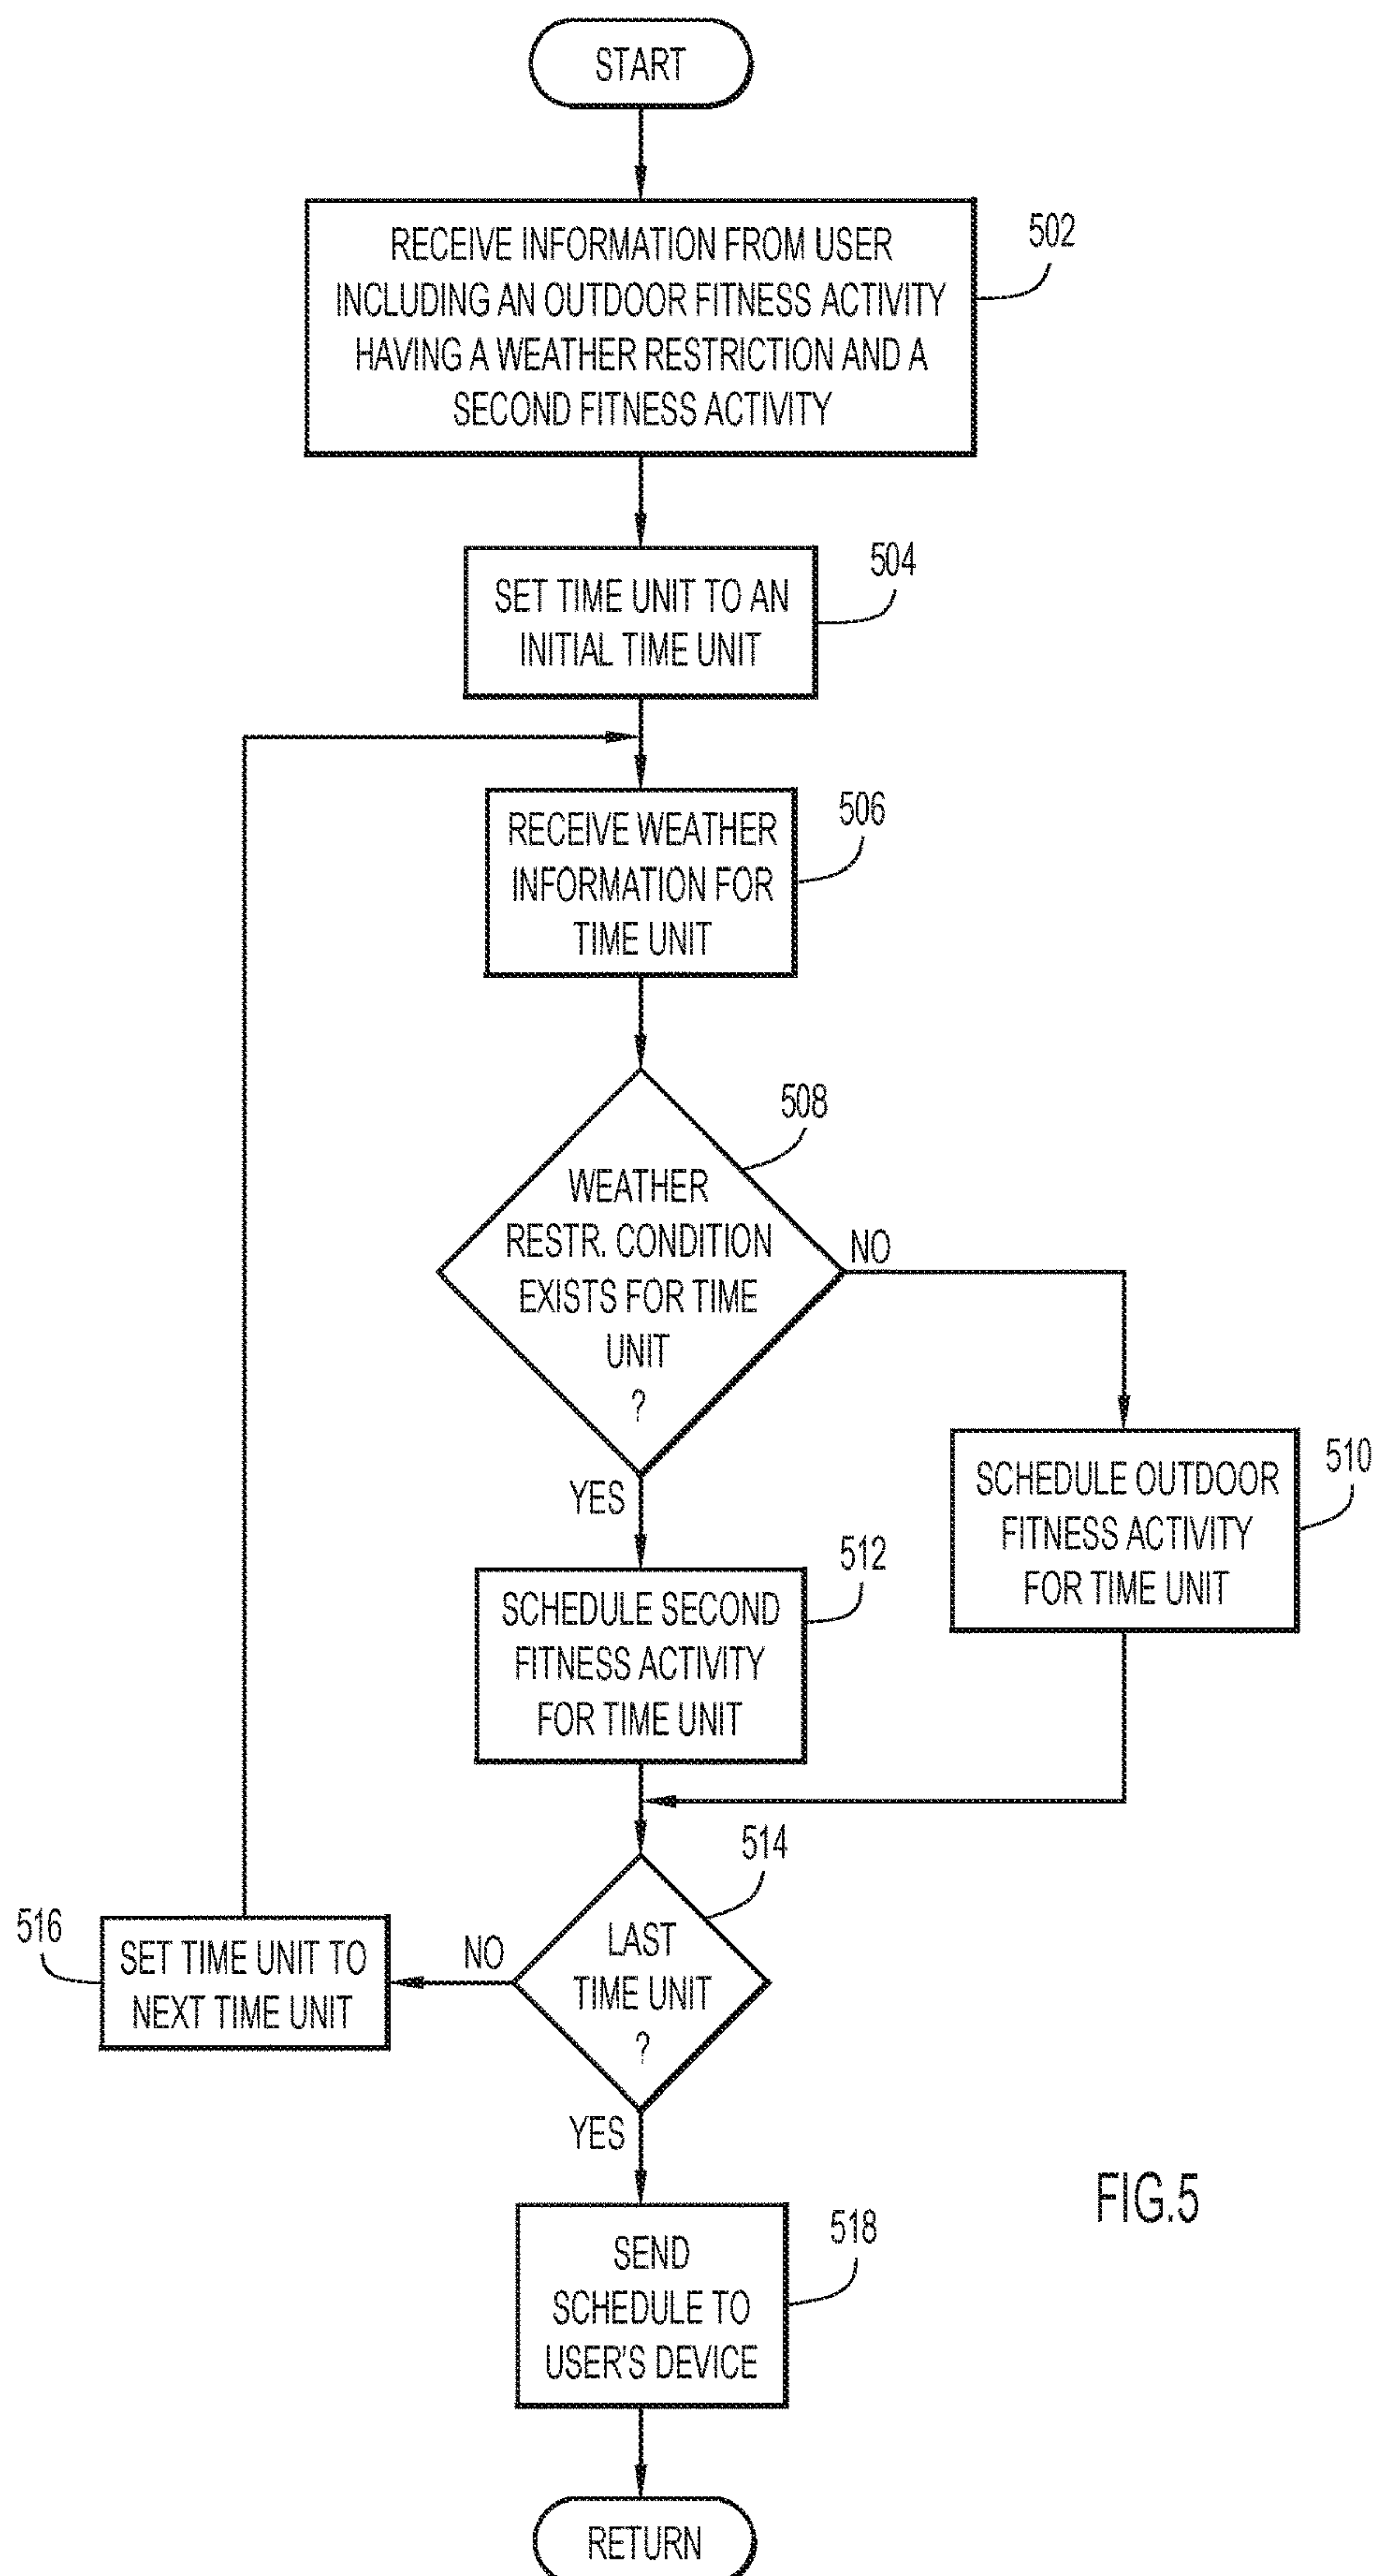 START
RECEIVE INFORMATION FROM USER
INCLUDING AN OUTDOOR FITNESS ACTIVITY
HAVING A WEATHER RESTRICTION AND A
SECOND FITNESS ACTIVITY
502
SET TIME UNIT TO AN
INITIAL TIME UNIT
504
RECEIVE WEATHER
INFORMATION FOR
TIME UNIT
506
WEATHER
RESTR. CONDITION
EXISTS FOR TIME
UNIT
?
508
NO
YES
SCHEDULE OUTDOOR
FITNESS ACTIVITY
FOR TIME UNIT
510
SCHEDULE SECOND
FITNESS ACTIVITY
FOR TIME UNIT
512
LAST
TIME UNIT
?
514
NO
SET TIME UNIT TO
NEXT TIME UNIT
516
YES
SEND
SCHEDULE TO
USER'S DEVICE
518
RETURN
FIG.5